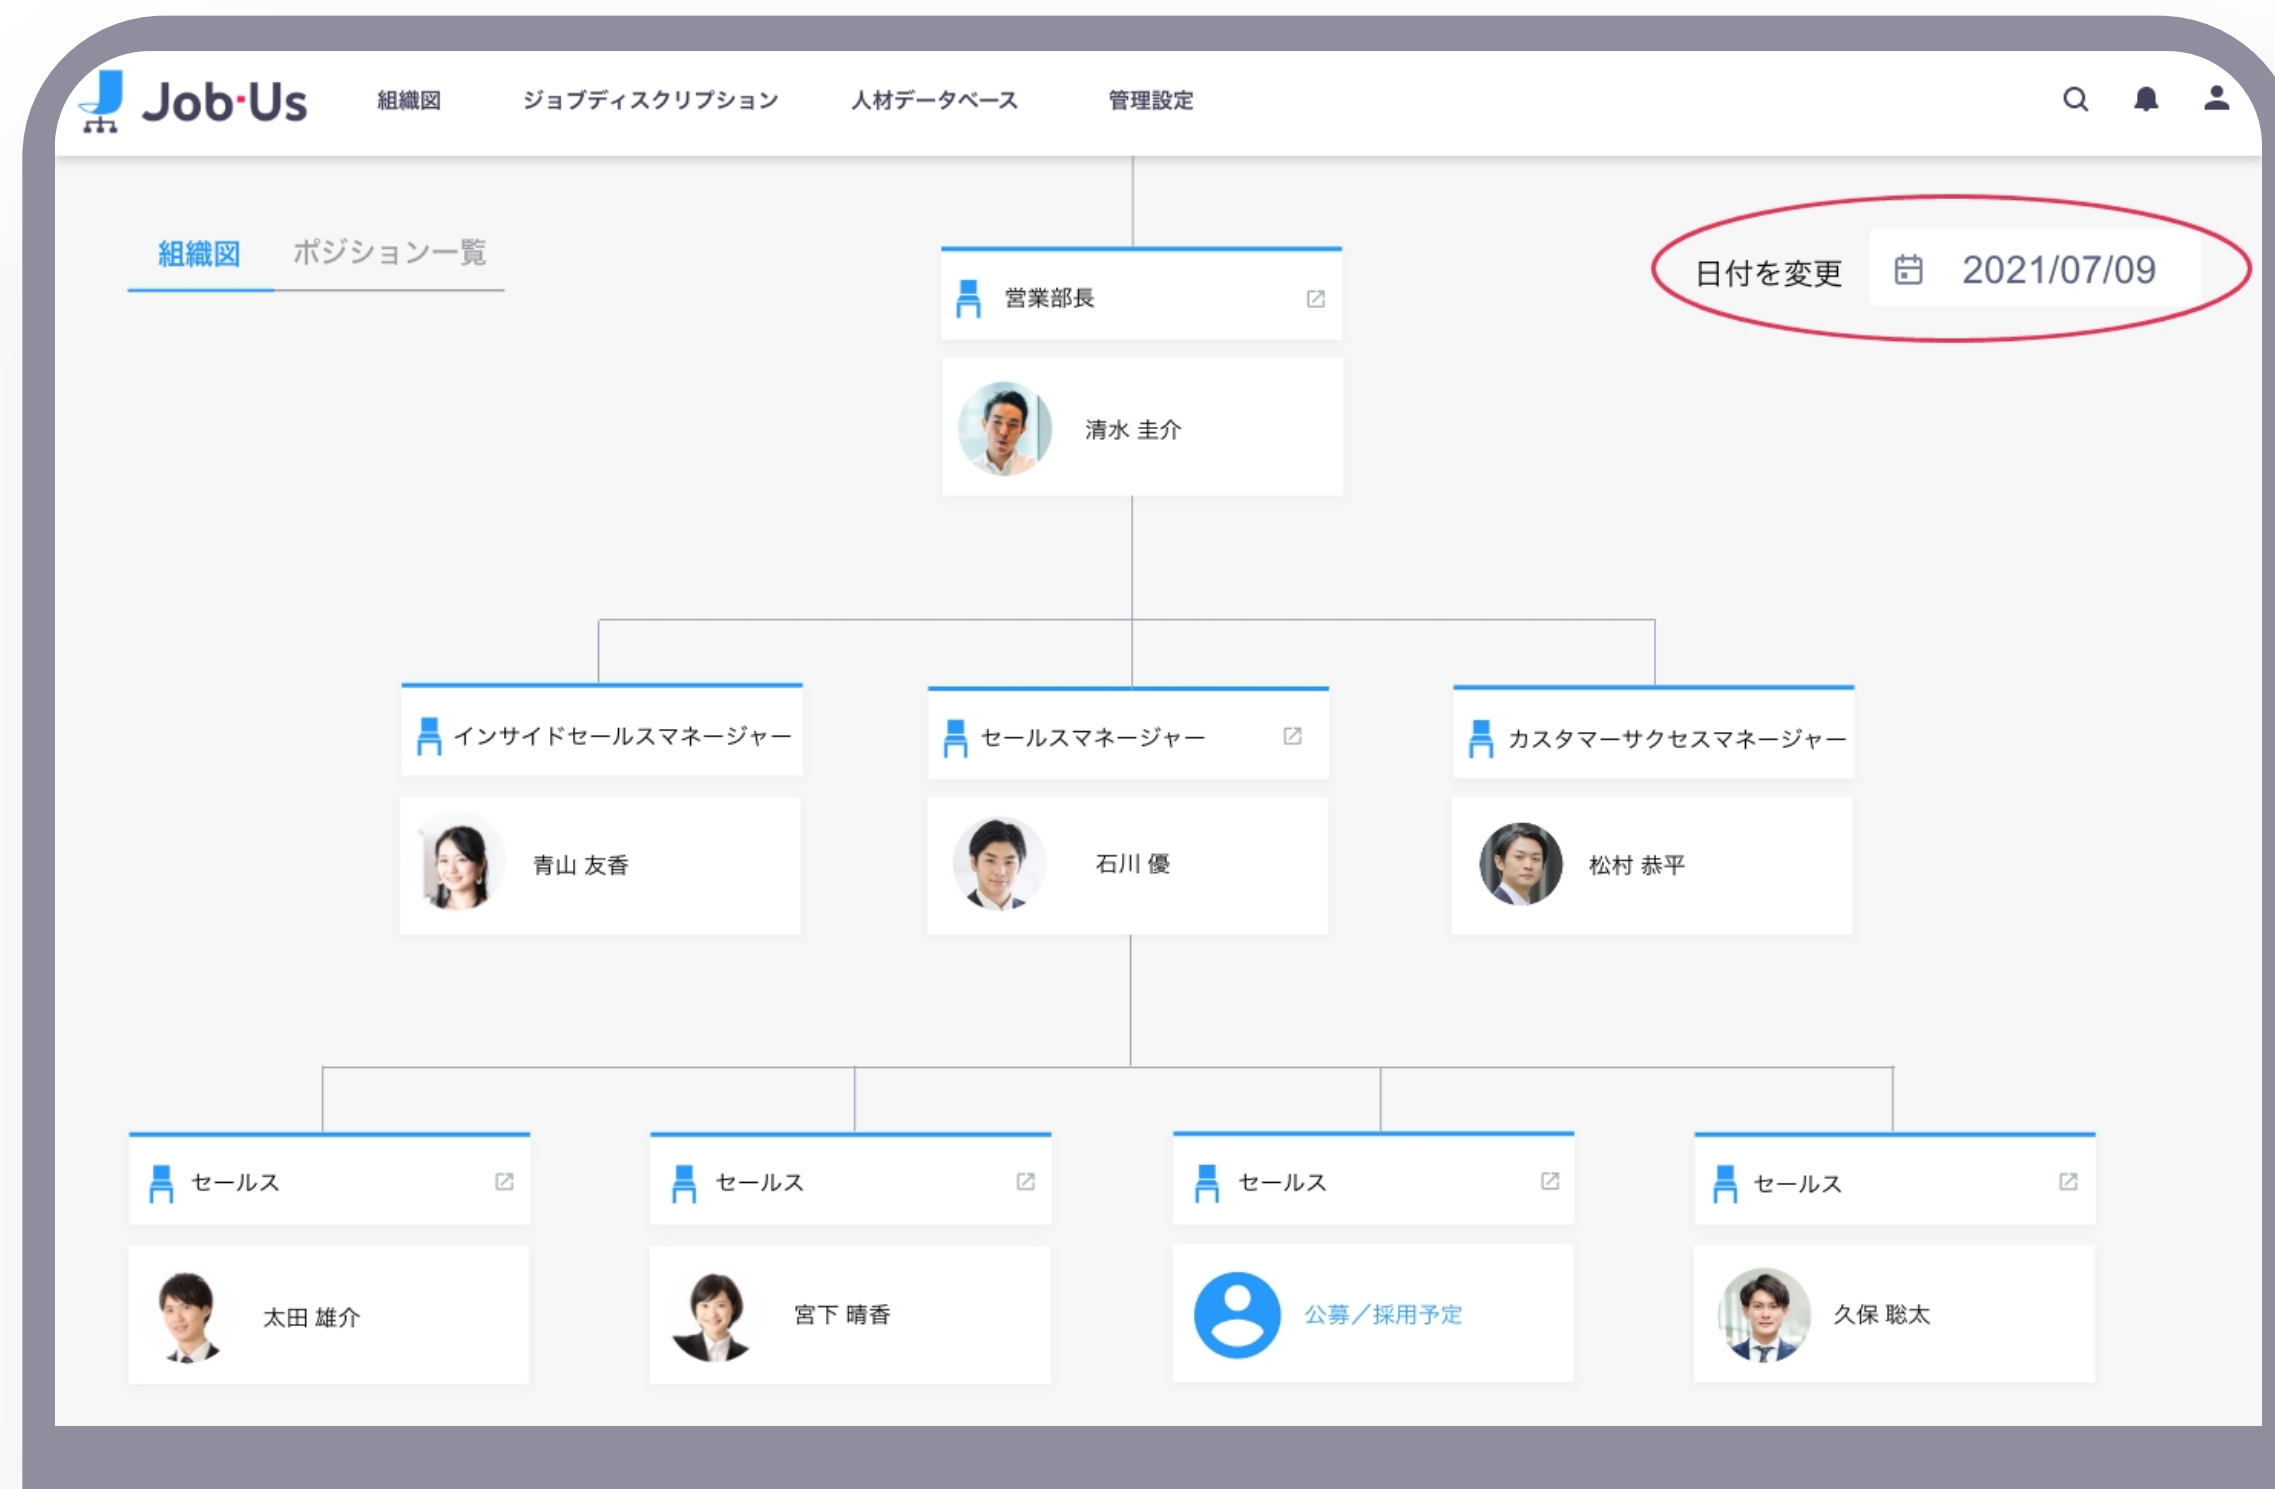 Job·Us
組織図
ジョブディスクリプション
人材データベース
管理設定
組織図
ポジション一覧
日付を変更
2021/07/09
営業部長
清水 圭介
インサイドセールスマネージャー
セールスマネージャー
カスタマーサクセスマネージャー
青山 友香
石川 優
松村 恭平
セールス
セールス
セールス
セールス
太田 雄介
宮下 晴香
公募／採用予定
久保 聡太